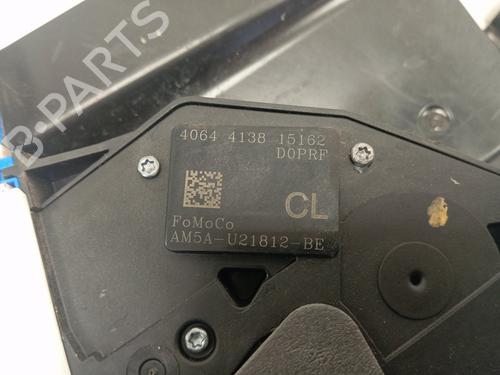 B-PARTS
4064 4138 15162
D0PRF
CL
FoMoCo
AM5A-U21812-BE